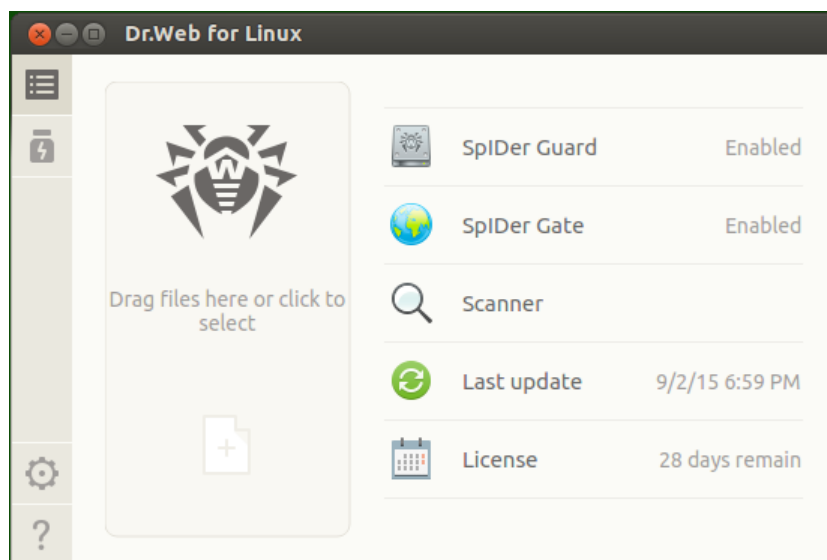 Dr.Web for Linux
SpIDer Guard Enabled
SpIDer Gate Enabled
Drag files here or click to
select
Scanner
Last update 9/2/15 6:59 PM
License 28 days remain
?